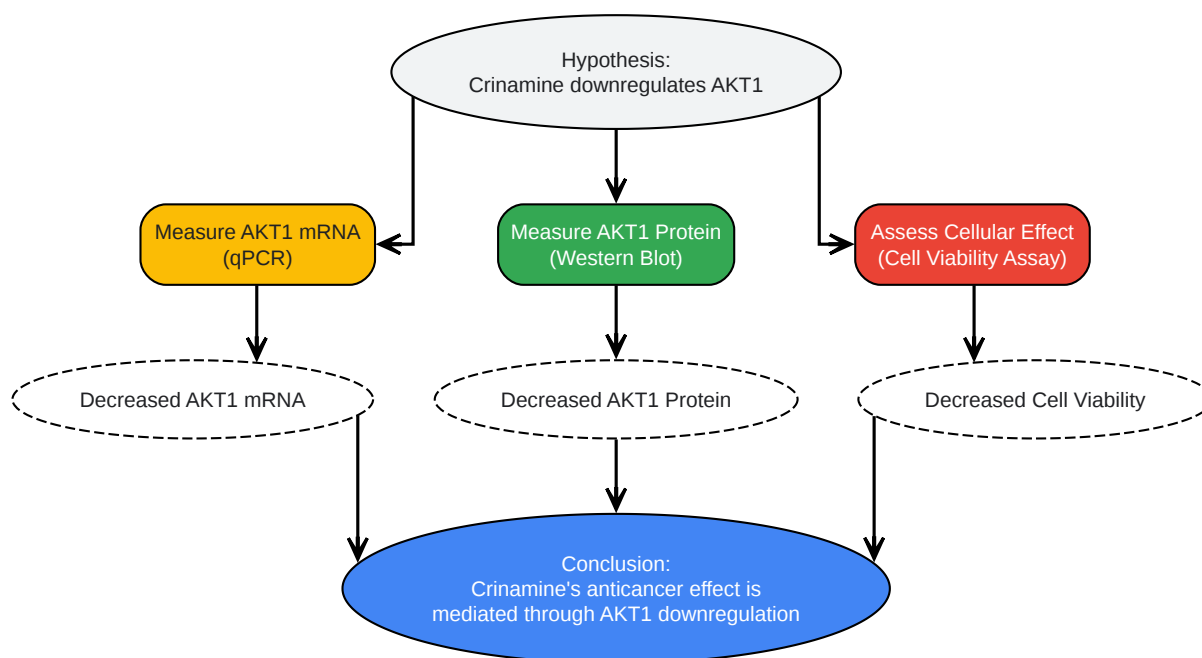 Hypothesis:
Crinamine downregulates AKT1
Measure AKT1 mRNA
(qPCR)
Measure AKT1 Protein
(Western Blot)
Assess Cellular Effect
(Cell Viability Assay)
Decreased AKT1 mRNA
Decreased AKT1 Protein
Decreased Cell Viability
Conclusion:
Crinamine's anticancer effect is
mediated through AKT1 downregulation